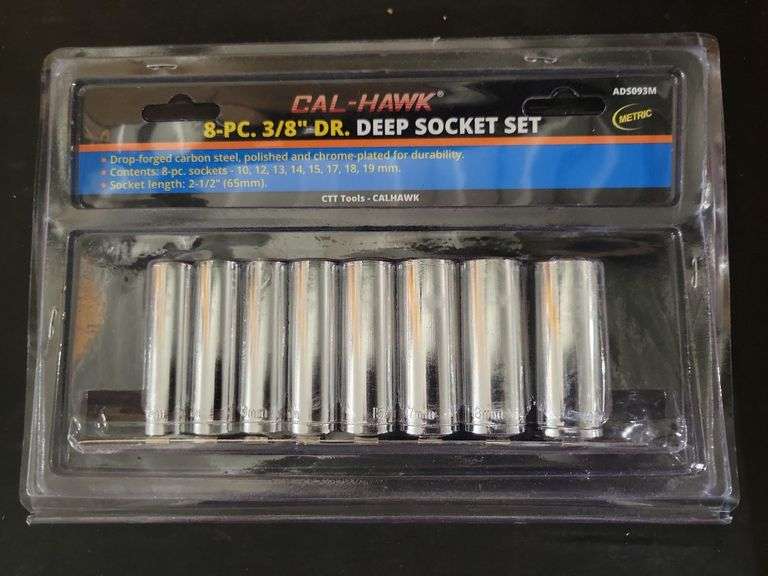 CAL-HAWK®
ADS093M
8-PC. 3/8" DR. DEEP SOCKET SET
METRIC
• Drop-forged carbon steel, polished and chrome-plated for durability.
• Contents: 8-pc. sockets - 10, 12, 13, 14, 15, 17, 18, 19 mm.
• Socket length: 2-1/2" (65mm).
CTT Tools - CALHAWK